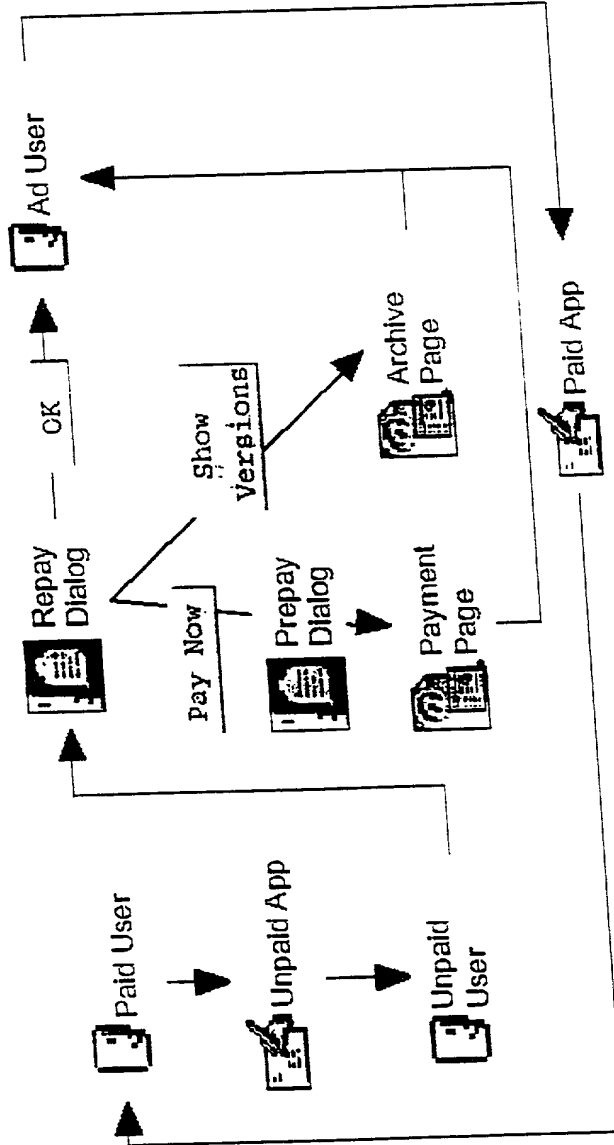 Paid User
Unpaid App
Unpaid
User
Repay
Dialog
OK
Pay Now
Show
Versions
Prepay
Dialog
Payment
Page
Archive
Page
Ad User
Paid App